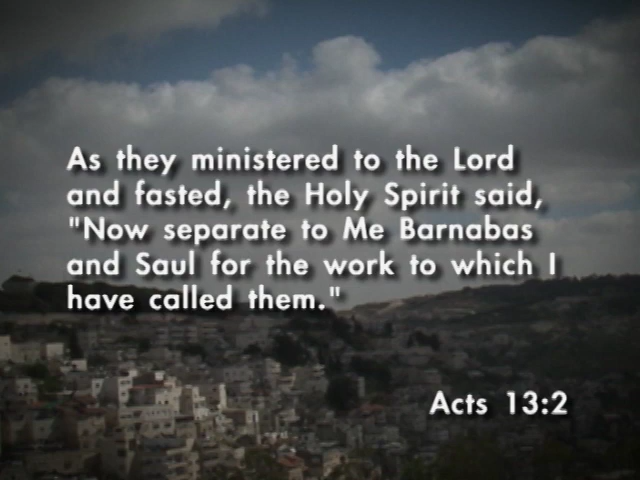 As they ministered to the Lord
and fasted, the Holy Spirit said,
"Now separate to Me Barnabas
and Saul for the work to which I
have called them."
Acts 13:2